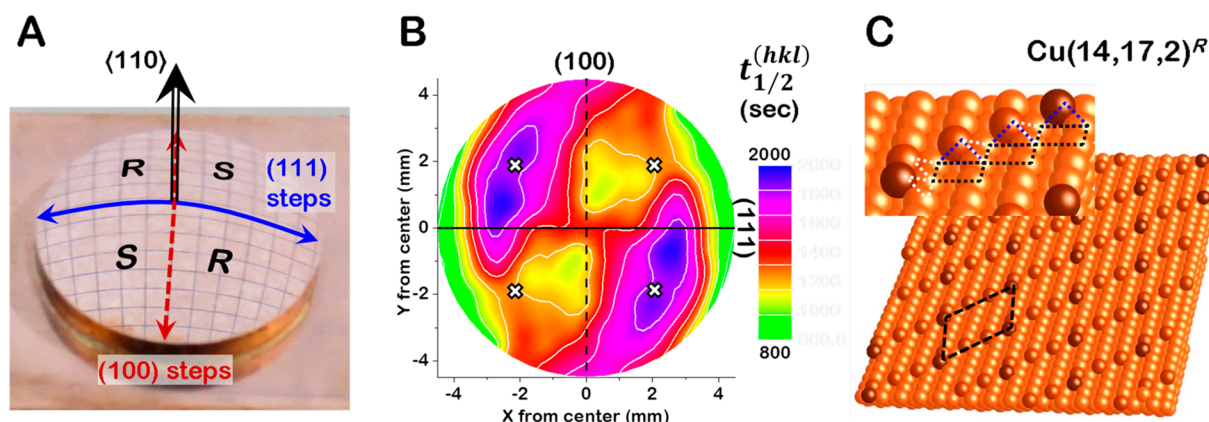 A
⟨110⟩
R
S
(111)
steps
S
R
(100) steps
B
(100)
t_{1/2}^{(hkl)}
(sec)
2000
2000
1800
1600
1400
1200
1000
800.0
800
(111)
Y from center (mm)
4
2
0
-2
-4
-4
-2
0
2
4
X from center (mm)
C
Cu(14,17,2)^R